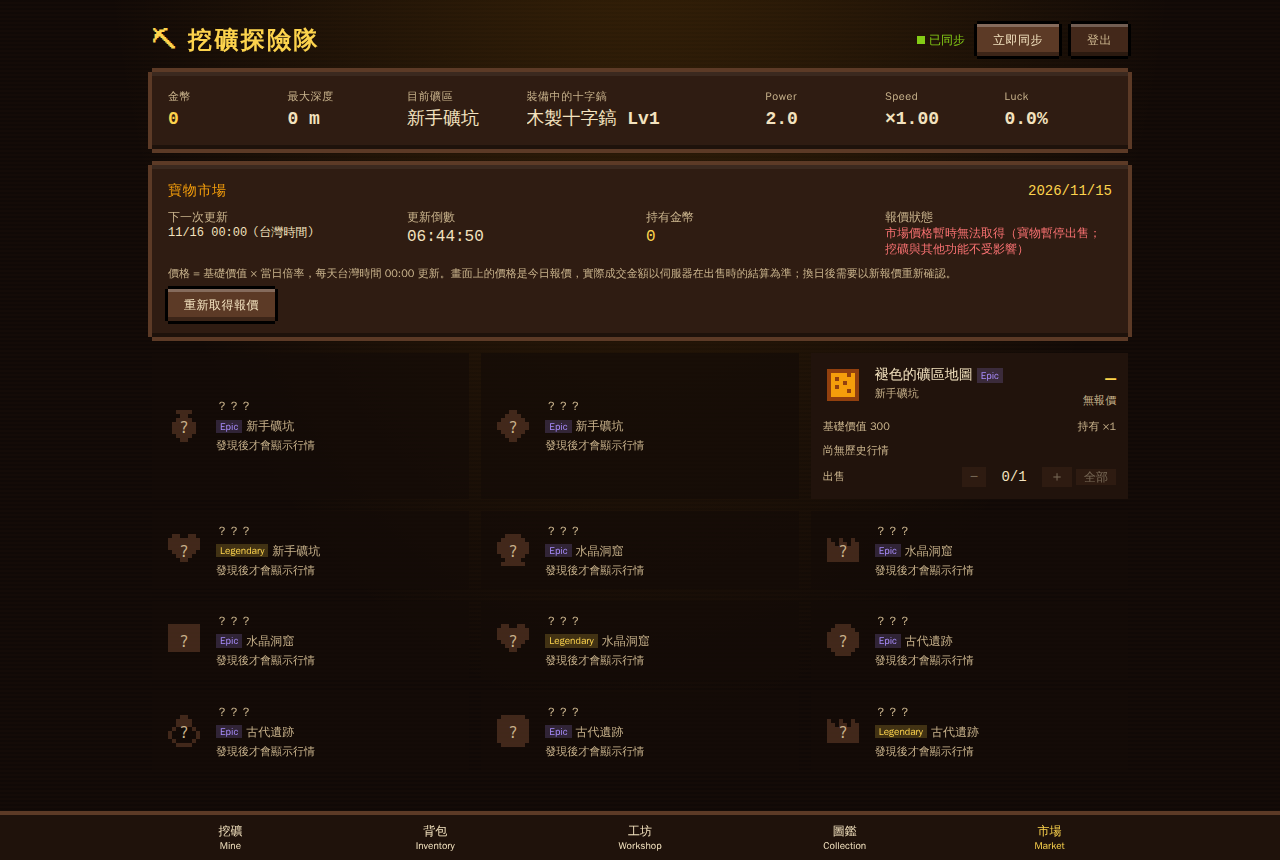 挖礦探險隊
已同步
立即同步
登出
金幣
0
最大深度
0 m
目前礦區
新手礦坑
裝備中的十字鎬
木製十字鎬 Lv1
Power
2.0
Speed
×1.00
Luck
0.0%
寶物市場
2026/11/15
下一次更新
11/16 00:00 (台灣時間)
更新倒數
06:44:50
持有金幣
0
報價狀態
市場價格暫時無法取得（寶物暫停出售；
挖礦與其他功能不受影響）
價格 = 基礎價值 × 當日倍率，每天台灣時間 00:00 更新。畫面上的價格是今日報價，實際成交金額以伺服器在出售時的結算為準；換日後需要以新報價重新確認。
重新取得報價
?
？？？
Epic 新手礦坑
發現後才會顯示行情
?
？？？
Epic 新手礦坑
發現後才會顯示行情
褪色的礦區地圖 Epic
新手礦坑
—
無報價
基礎價值 300
持有 ×1
尚無歷史行情
出售
− 0/1 + 全部
?
？？？
Legendary 新手礦坑
發現後才會顯示行情
?
？？？
Epic 水晶洞窟
發現後才會顯示行情
?
？？？
Epic 水晶洞窟
發現後才會顯示行情
?
？？？
Epic 水晶洞窟
發現後才會顯示行情
?
？？？
Legendary 水晶洞窟
發現後才會顯示行情
?
？？？
Epic 古代遺跡
發現後才會顯示行情
?
？？？
Epic 古代遺跡
發現後才會顯示行情
?
？？？
Epic 古代遺跡
發現後才會顯示行情
?
？？？
Legendary 古代遺跡
發現後才會顯示行情
挖礦
Mine
背包
Inventory
工坊
Workshop
圖鑑
Collection
市場
Market